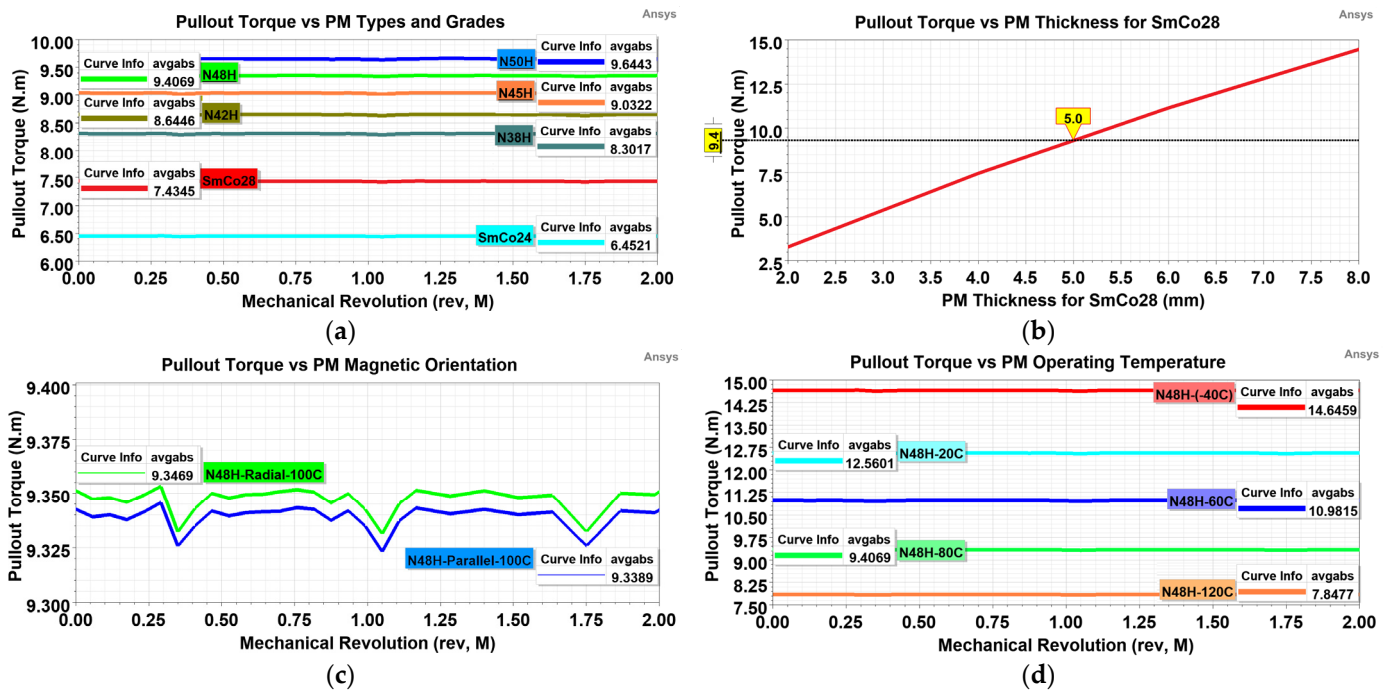 Pullout Torque vs PM Types and Grades
Ansys
Pullout Torque (N.m)
10.00
9.50
9.00
8.50
8.00
7.50
7.00
6.50
6.00
Curve Info avgabs
9.4069
N48H
N50H
Curve Info avgabs
9.6443
N45H
Curve Info avgabs
9.0322
Curve Info avgabs
8.6446
N42H
N38H
Curve Info avgabs
8.3017
Curve Info avgabs
7.4345
SmCo28
SmCo24
Curve Info avgabs
6.4521
0.00 0.25 0.50 0.75 1.00 1.25 1.50 1.75 2.00
Mechanical Revolution (rev, M)
(a)
Pullout Torque vs PM Thickness for SmCo28
Ansys
Pullout Torque (N.m)
15.0
12.5
10.0
7.5
5.0
2.5
9.4
5.0
2.0 2.5 3.0 3.5 4.0 4.5 5.0 5.5 6.0 6.5 7.0 7.5 8.0
PM Thickness for SmCo28 (mm)
(b)
Pullout Torque vs PM Magnetic Orientation
Ansys
Pullout Torque (N.m)
9.400
9.375
9.350
9.325
9.300
Curve Info avgabs
9.3469
N48H-Radial-100C
N48H-Parallel-100C
Curve Info avgabs
9.3389
0.00 0.25 0.50 0.75 1.00 1.25 1.50 1.75 2.00
Mechanical Revolution (rev, M)
(c)
Pullout Torque vs PM Operating Temperature
Ansys
Pullout Torque (N.m)
15.00
14.25
13.50
12.75
12.00
11.25
10.50
9.75
9.00
8.25
7.50
N48H-(-40C)
Curve Info avgabs
14.6459
Curve Info avgabs
12.5601
N48H-20C
N48H-60C
Curve Info avgabs
10.9815
Curve Info avgabs
9.4069
N48H-80C
N48H-120C
Curve Info avgabs
7.8477
0.00 0.25 0.50 0.75 1.00 1.25 1.50 1.75 2.00
Mechanical Revolution (rev, M)
(d)